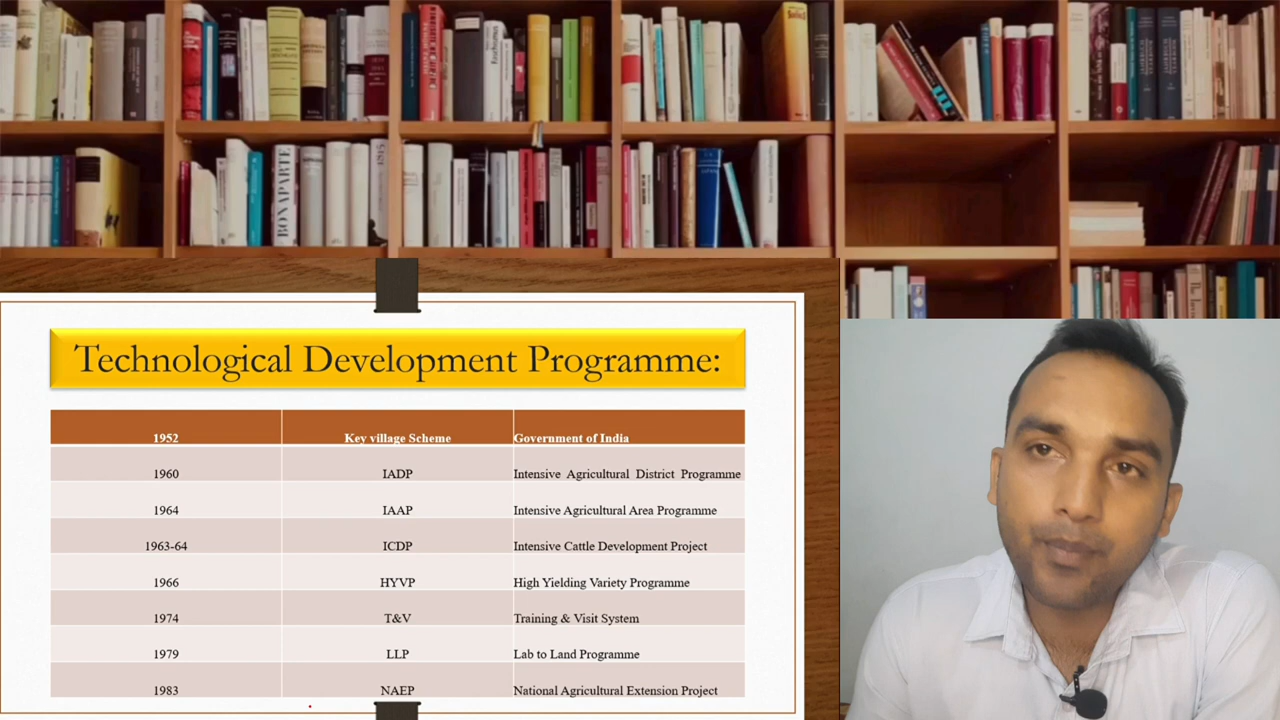 BONAPARTE
Technological Development Programme:
1952 Key village Scheme Government of India
1960 IADP Intensive Agricultural District Programme
1964 IAAP Intensive Agricultural Area Programme
1963-64 ICDP Intensive Cattle Development Project
1966 HYVP High Yielding Variety Programme
1974 T&V Training & Visit System
1979 LLP Lab to Land Programme
1983 NAEP National Agricultural Extension Project